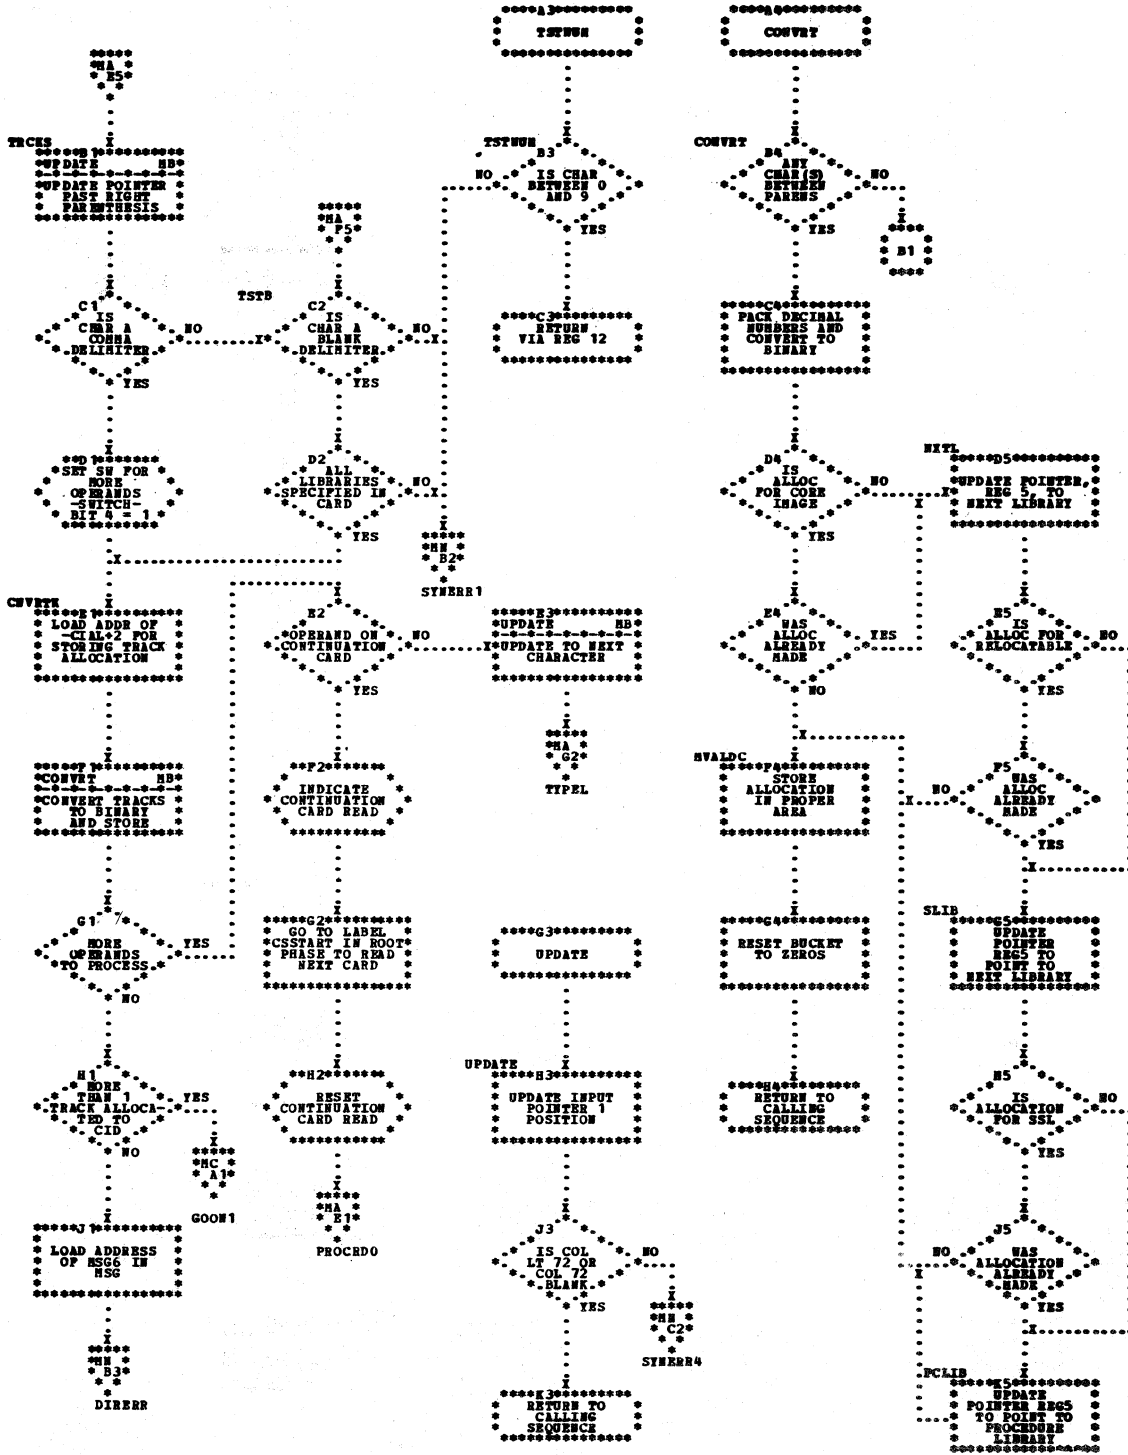 A3
TSTNUM
A4
CONVRT
MA
E5
TRCKS
B1
UPDATE MB
UPDATE POINTER
PAST RIGHT
PARENTHESIS
MA
F5
TSTNUM
B3
IS CHAR
BETWEEN 0
AND 9
NO
YES
CONVRT
B4
ANY
CHAR(S)
BETWEEN
PARENS
NO
YES
B1
C1
IS
CHAR A
COMMA
DELIMITER
NO
YES
TSTB
C2
IS
CHAR A
BLANK
DELIMITER
NO
YES
C3
RETURN
VIA REG 12
C4
PACK DECIMAL
NUMBERS AND
CONVERT TO
BINARY
D1
SET SW FOR
MORE
OPERANDS
-SWITCH-
BIT 4 = 1
D2
ALL
LIBRARIES
SPECIFIED IN
CARD
NO
YES
MN
B2
SYNERR1
D4
IS
ALLOC
FOR CORE
IMAGE
NO
YES
NXTL
D5
UPDATE POINTER,
REG 5, TO
NEXT LIBRARY
CNVRTK
E1
LOAD ADDR OF
-CIAL+2 FOR
STORING TRACK
ALLOCATION
E2
OPERAND ON
CONTINUATION
CARD
NO
YES
E3
UPDATE MB
UPDATE TO NEXT
CHARACTER
MA
G2
TYPEL
E4
WAS
ALLOC
ALREADY
MADE
YES
NO
E5
IS
ALLOC FOR
RELOCATABLE
NO
YES
F1
CONVRT MB
CONVERT TRACKS
TO BINARY
AND STORE
F2
INDICATE
CONTINUATION
CARD READ
MVALDC
F4
STORE
ALLOCATION
IN PROPER
AREA
F5
WAS
ALLOC
ALREADY
MADE
NO
YES
G1
MORE
OPERANDS
TO PROCESS
YES
NO
G2
GO TO LABEL
CSSTART IN ROOT
PHASE TO READ
NEXT CARD
G3
UPDATE
G4
RESET BUCKET
TO ZEROS
SLIB
G5
UPDATE
POINTER
REG5 TO
POINT TO
NEXT LIBRARY
H1
MORE
THAN 1
TRACK ALLOCA-
TED TO
CID
YES
NO
MC
A1
GOON1
H2
RESET
CONTINUATION
CARD READ
MA
E1
PROCRD0
UPDATE
H3
UPDATE INPUT
POINTER 1
POSITION
H4
RETURN TO
CALLING
SEQUENCE
H5
IS
ALLOCATION
FOR SSL
NO
YES
J1
LOAD ADDRESS
OF MSG6 IN
MSG
MN
B3
DIRERR
J3
IS COL
LT 72 OR
COL 72
BLANK
NO
YES
MN
C2
SYNERR4
J5
WAS
ALLOCATION
ALREADY
MADE
NO
YES
K3
RETURN TO
CALLING
SEQUENCE
PCLIB
K5
UPDATE
POINTER REG5
TO POINT TO
PROCEDURE
LIBRARY